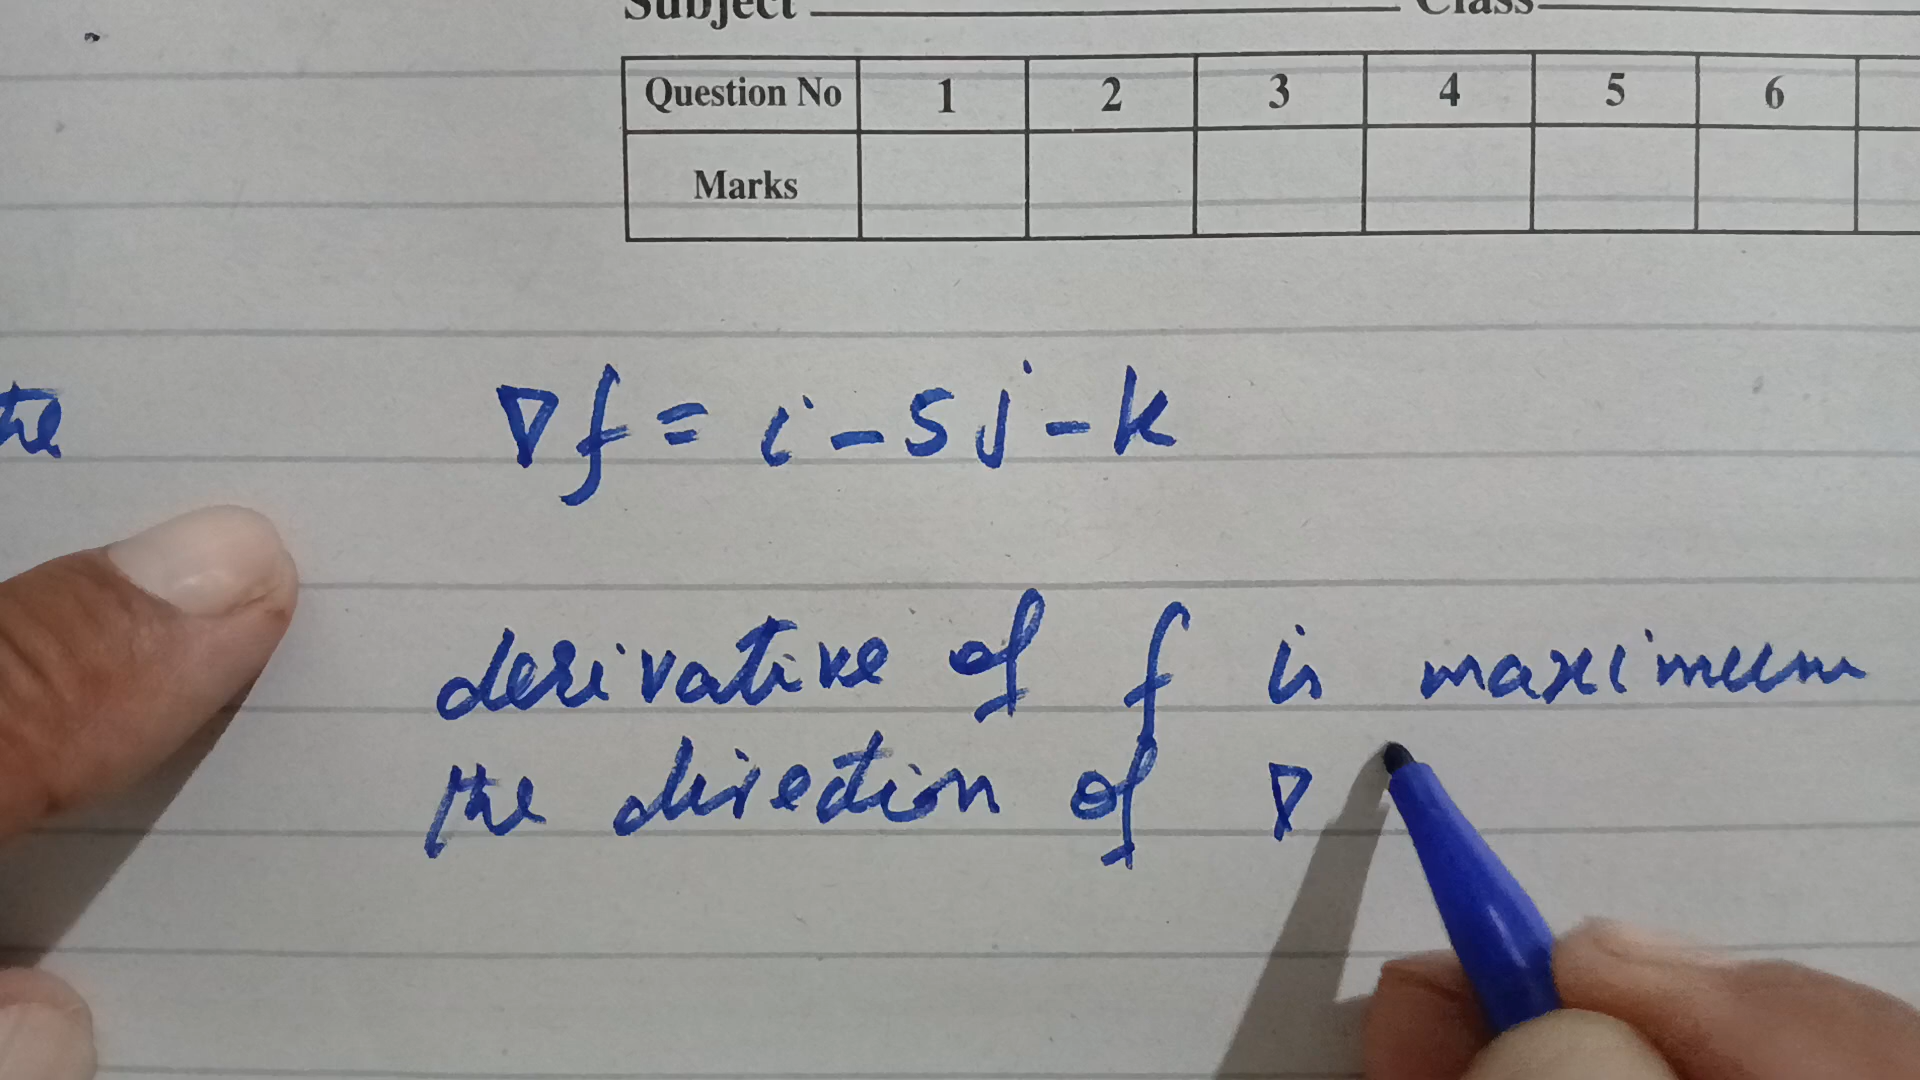 Subject Class
Question No 1 2 3 4 5 6
Marks
the ∇f = i - 5j - k
derivative of f is maximum
the direction of ∇